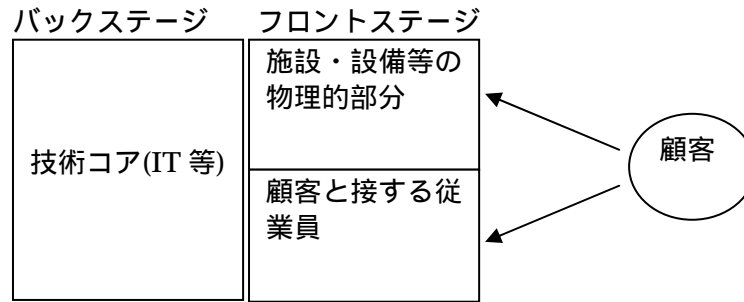 バックステージ
フロントステージ
技術コア(IT 等)
施設・設備等の
物理的部分
顧客と接する従
業員
顧客